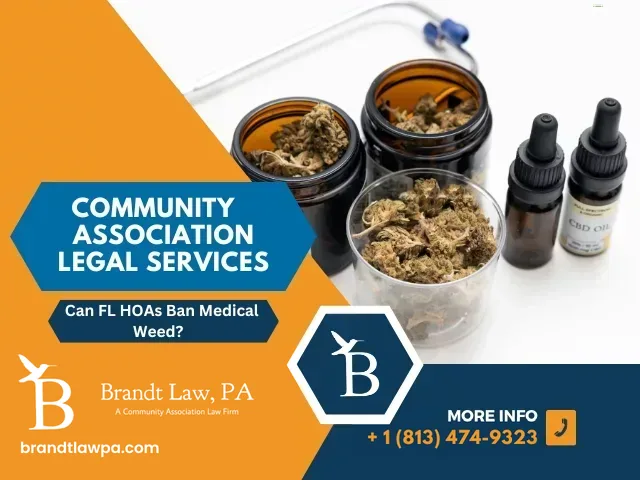 COMMUNITY
ASSOCIATION
LEGAL SERVICES
Can FL HOAs Ban Medical
Weed?
B
Brandt Law, PA
A Community Association Law Firm
brandtlawpa.com
B
MORE INFO
+ 1 (813) 474-9323
CBD OIL